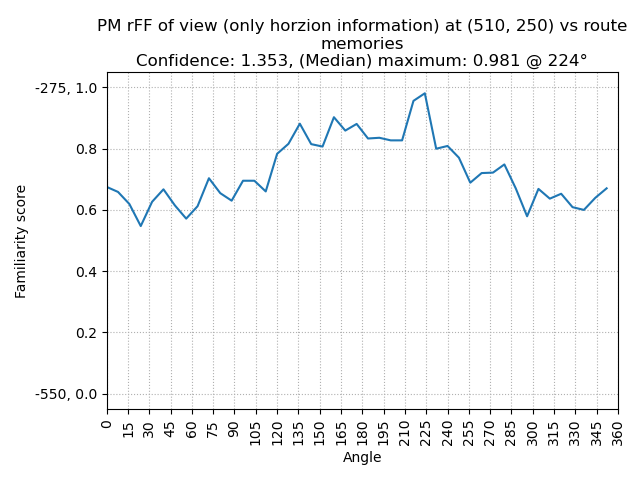 PM rFF of view (only horzion information) at (510, 250) vs route
memories
Confidence: 1.353, (Median) maximum: 0.981 @ 224°
-275, 1.0
0.8
0.6
0.4
0.2
-550, 0.0
Familiarity score
0 15 30 45 60 75 90 105 120 135 150 165 180 195 210 225 240 255 270 285 300 315 330 345 360
Angle